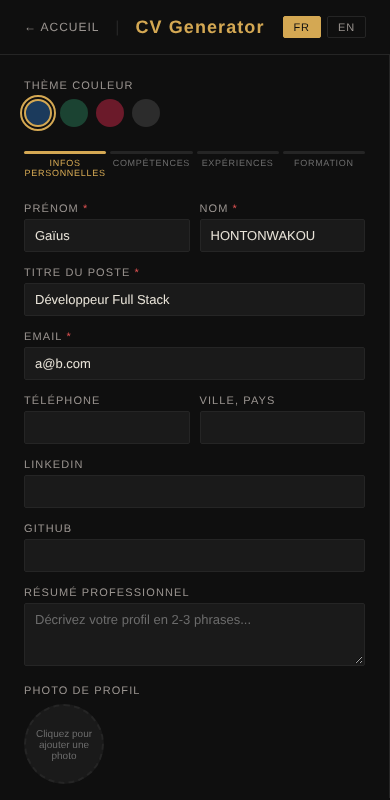 ← ACCUEIL CV Generator FR EN
THÈME COULEUR
INFOS PERSONNELLES COMPÉTENCES EXPÉRIENCES FORMATION
PRÉNOM * NOM *
Gaïus HONTONWAKOU
TITRE DU POSTE *
Développeur Full Stack
EMAIL *
a@b.com
TÉLÉPHONE VILLE, PAYS
LINKEDIN
GITHUB
RÉSUMÉ PROFESSIONNEL
Décrivez votre profil en 2-3 phrases...
PHOTO DE PROFIL
Cliquez pour
ajouter une
photo